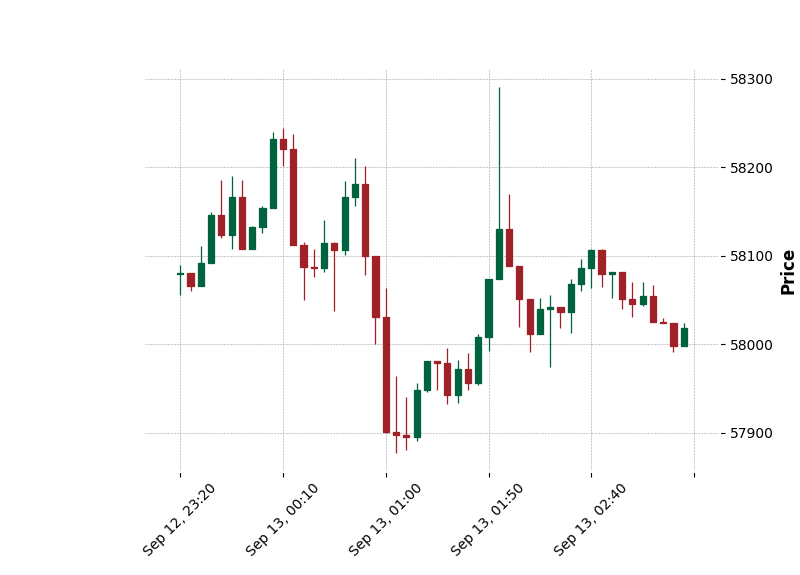 58300
58200
58100
58000
57900
Price
Sep 12, 23:20
Sep 13, 00:10
Sep 13, 01:00
Sep 13, 01:50
Sep 13, 02:40